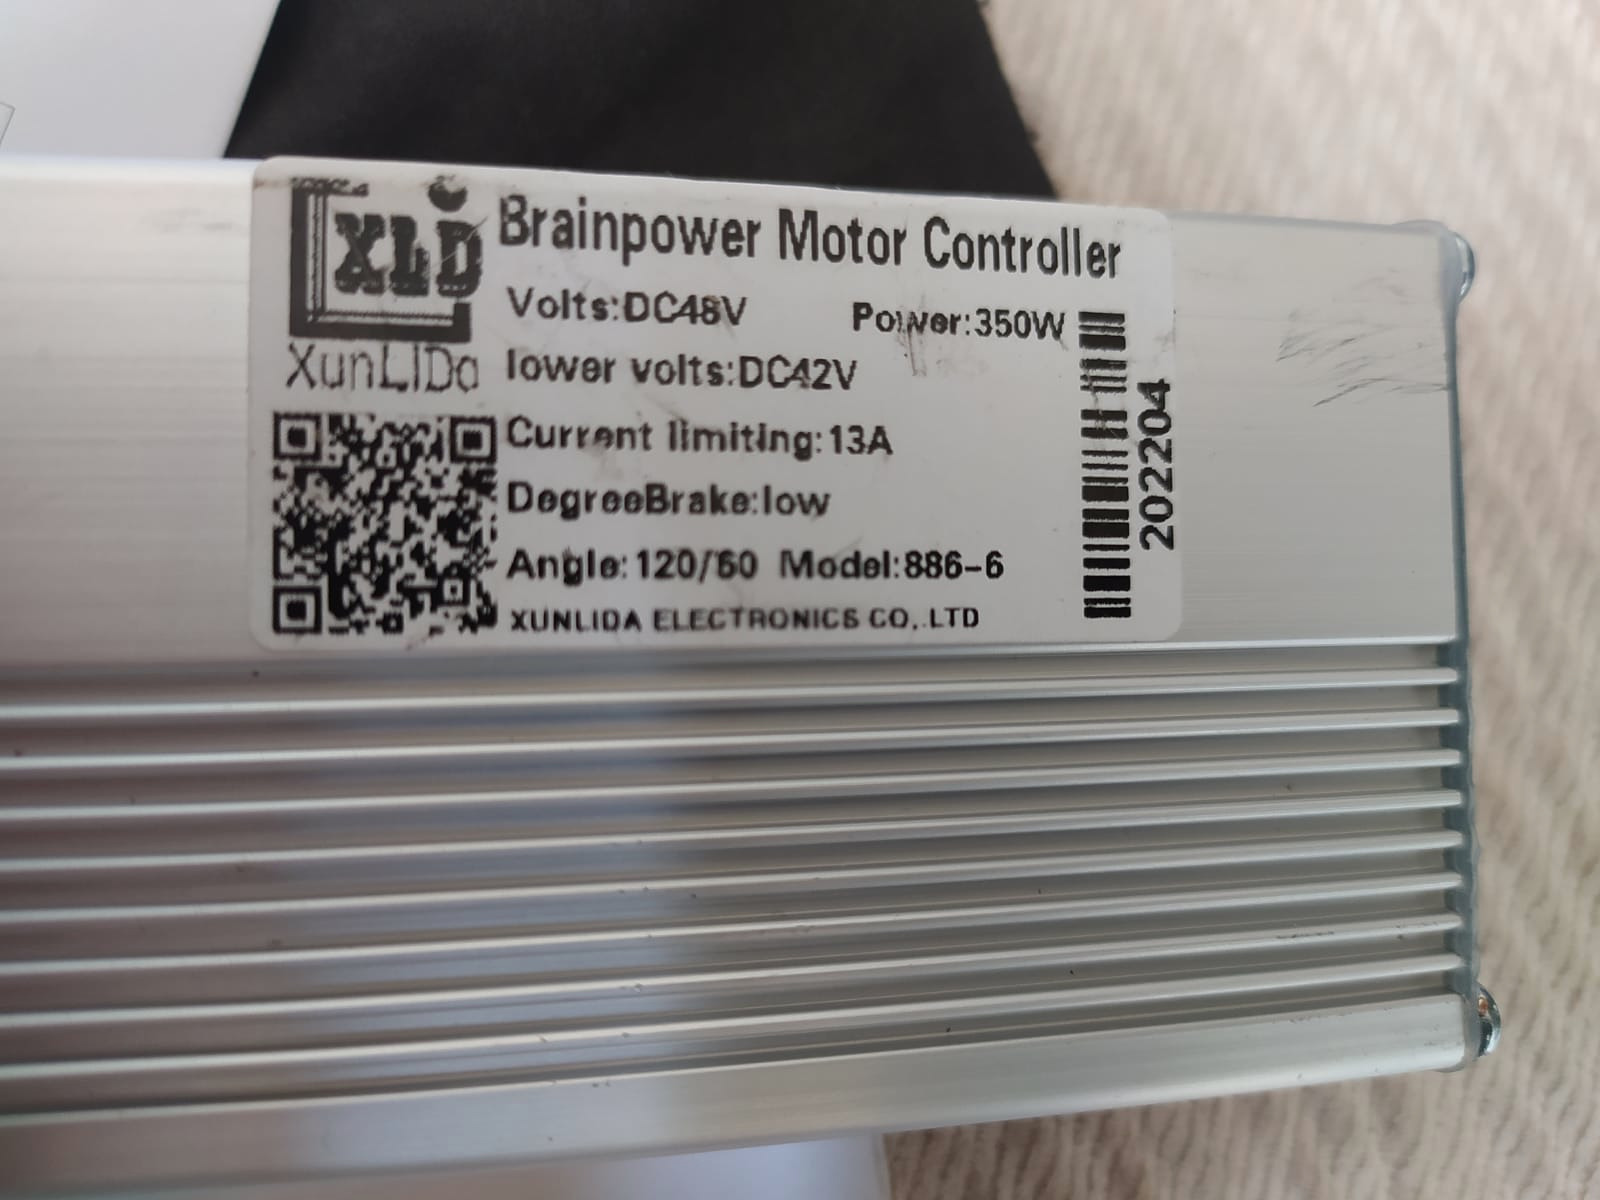 XLD
XunLIDa
Brainpower Motor Controller
Volts:DC48V Power:350W
lower volts:DC42V
Current limiting:13A
DegreeBrake:low
Angle:120/60 Model:886-6
XUNLIDA ELECTRONICS CO,.LTD
202204